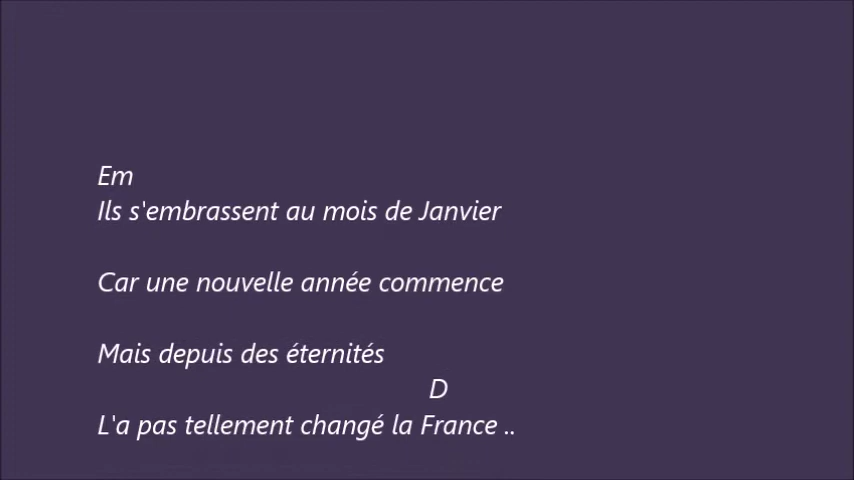 Em
Ils s'embrassent au mois de Janvier
Car une nouvelle année commence
Mais depuis des éternités
D
L'a pas tellement changé la France ..